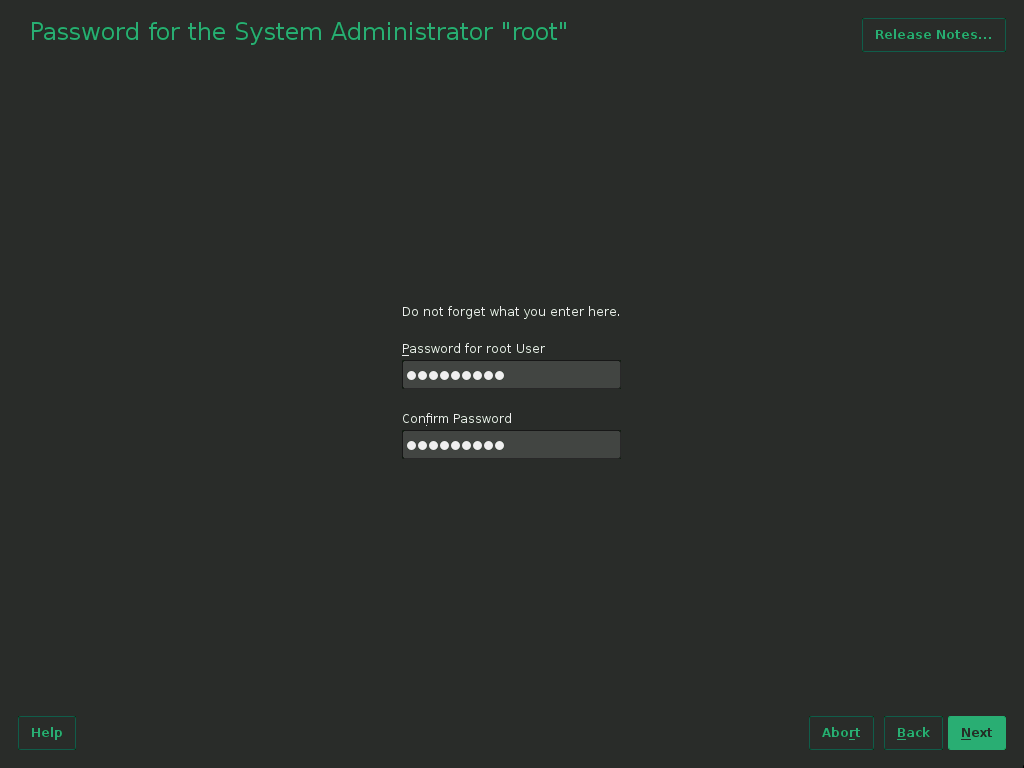 Password for the System Administrator "root"
Release Notes...
Do not forget what you enter here.
Password for root User
●●●●●●●●●
Confirm Password
●●●●●●●●●
Help
Abort
Back
Next